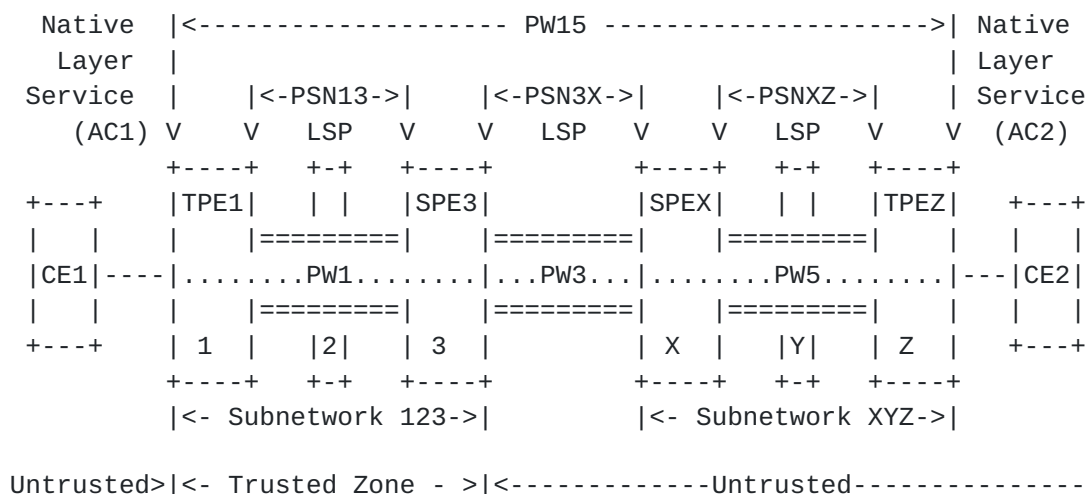 Native  |<-------------------- PW15 -------------------->| Native
 Layer  |                                                | Layer
Service |    |<-PSN13->|    |<-PSN3X->|    |<-PSNXZ->|    | Service
(AC1) V    V   LSP   V    V   LSP   V    V   LSP   V    V  (AC2)
      +----+   +-+   +----+         +----+   +-+   +----+
+---+    |TPE1|   | |   |SPE3|         |SPEX|   | |   |TPEZ|   +---+
|   |    |    |=========|    |=========|    |=========|    |   |   |
|CE1|----|........PW1........|...PW3...|........PW5........|---|CE2|
|   |    |    |=========|    |=========|    |=========|    |   |   |
+---+    | 1  |   |2|   | 3  |         | X  |   |Y|   | Z  |   +---+
         +----+   +-+   +----+         +----+   +-+   +----+
         |<- Subnetwork 123->|         |<- Subnetwork XYZ->|
Untrusted>|<- Trusted Zone - >|<-------------Untrusted---------------